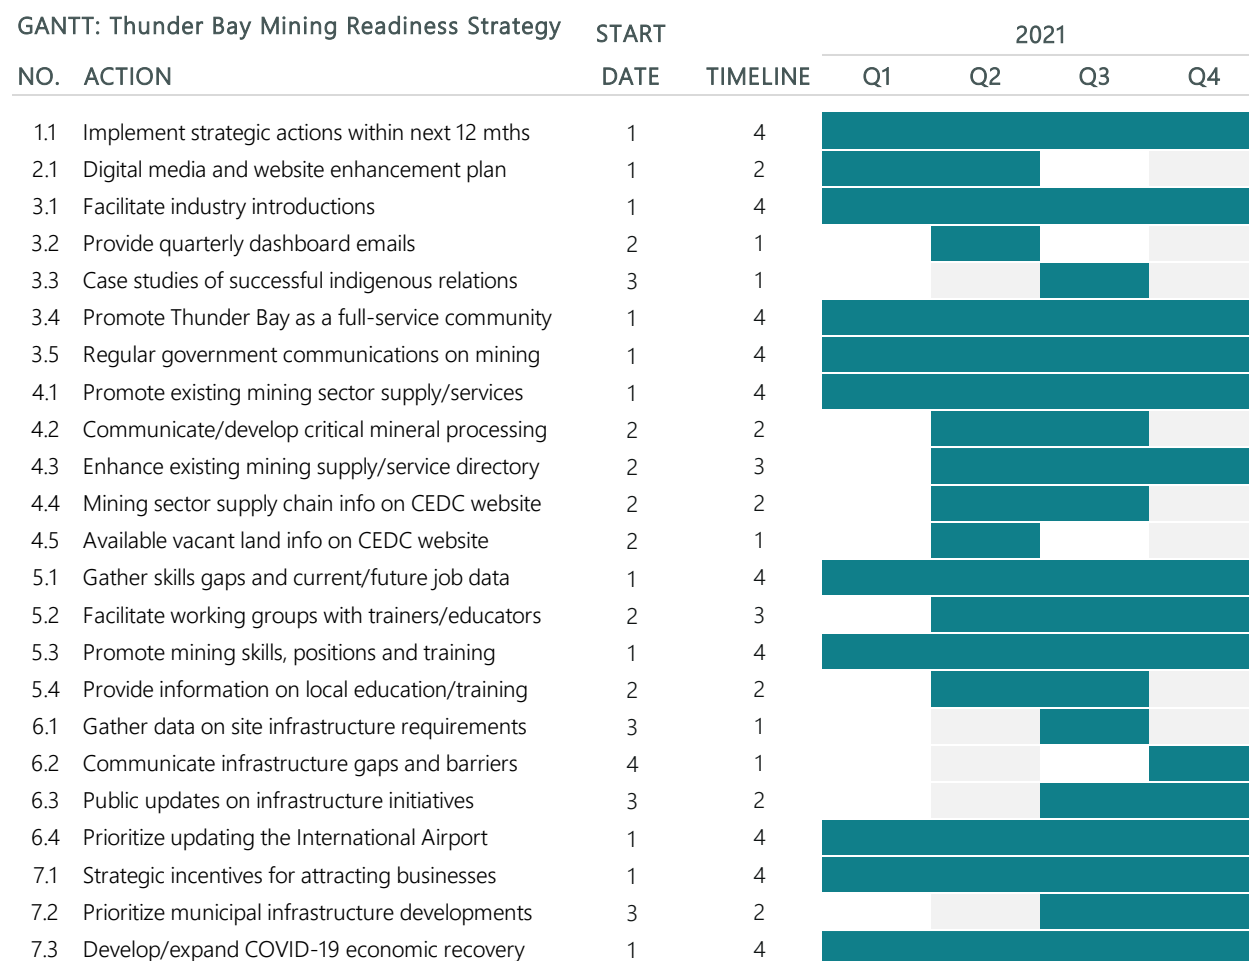 GANTT: Thunder Bay Mining Readiness Strategy START 2021
NO. ACTION DATE TIMELINE Q1 Q2 Q3 Q4
1.1 Implement strategic actions within next 12 mths 1 4
2.1 Digital media and website enhancement plan 1 2
3.1 Facilitate industry introductions 1 4
3.2 Provide quarterly dashboard emails 2 1
3.3 Case studies of successful indigenous relations 3 1
3.4 Promote Thunder Bay as a full-service community 1 4
3.5 Regular government communications on mining 1 4
4.1 Promote existing mining sector supply/services 1 4
4.2 Communicate/develop critical mineral processing 2 2
4.3 Enhance existing mining supply/service directory 2 3
4.4 Mining sector supply chain info on CEDC website 2 2
4.5 Available vacant land info on CEDC website 2 1
5.1 Gather skills gaps and current/future job data 1 4
5.2 Facilitate working groups with trainers/educators 2 3
5.3 Promote mining skills, positions and training 1 4
5.4 Provide information on local education/training 2 2
6.1 Gather data on site infrastructure requirements 3 1
6.2 Communicate infrastructure gaps and barriers 4 1
6.3 Public updates on infrastructure initiatives 3 2
6.4 Prioritize updating the International Airport 1 4
7.1 Strategic incentives for attracting businesses 1 4
7.2 Prioritize municipal infrastructure developments 3 2
7.3 Develop/expand COVID-19 economic recovery 1 4